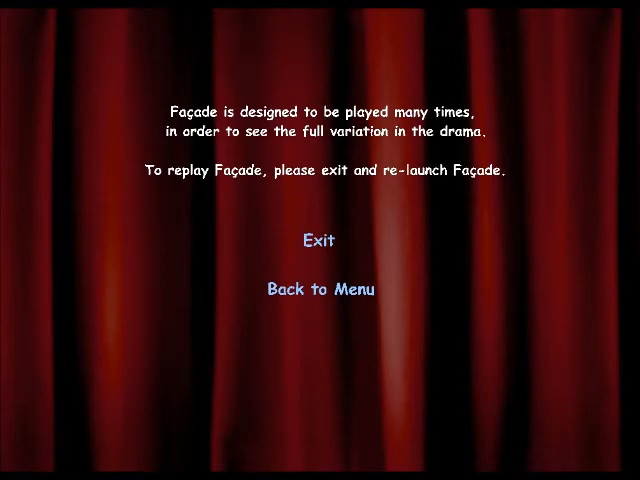 Façade is designed to be played many times,
in order to see the full variation in the drama.
To replay Façade, please exit and re-launch Façade.
Exit
Back to Menu